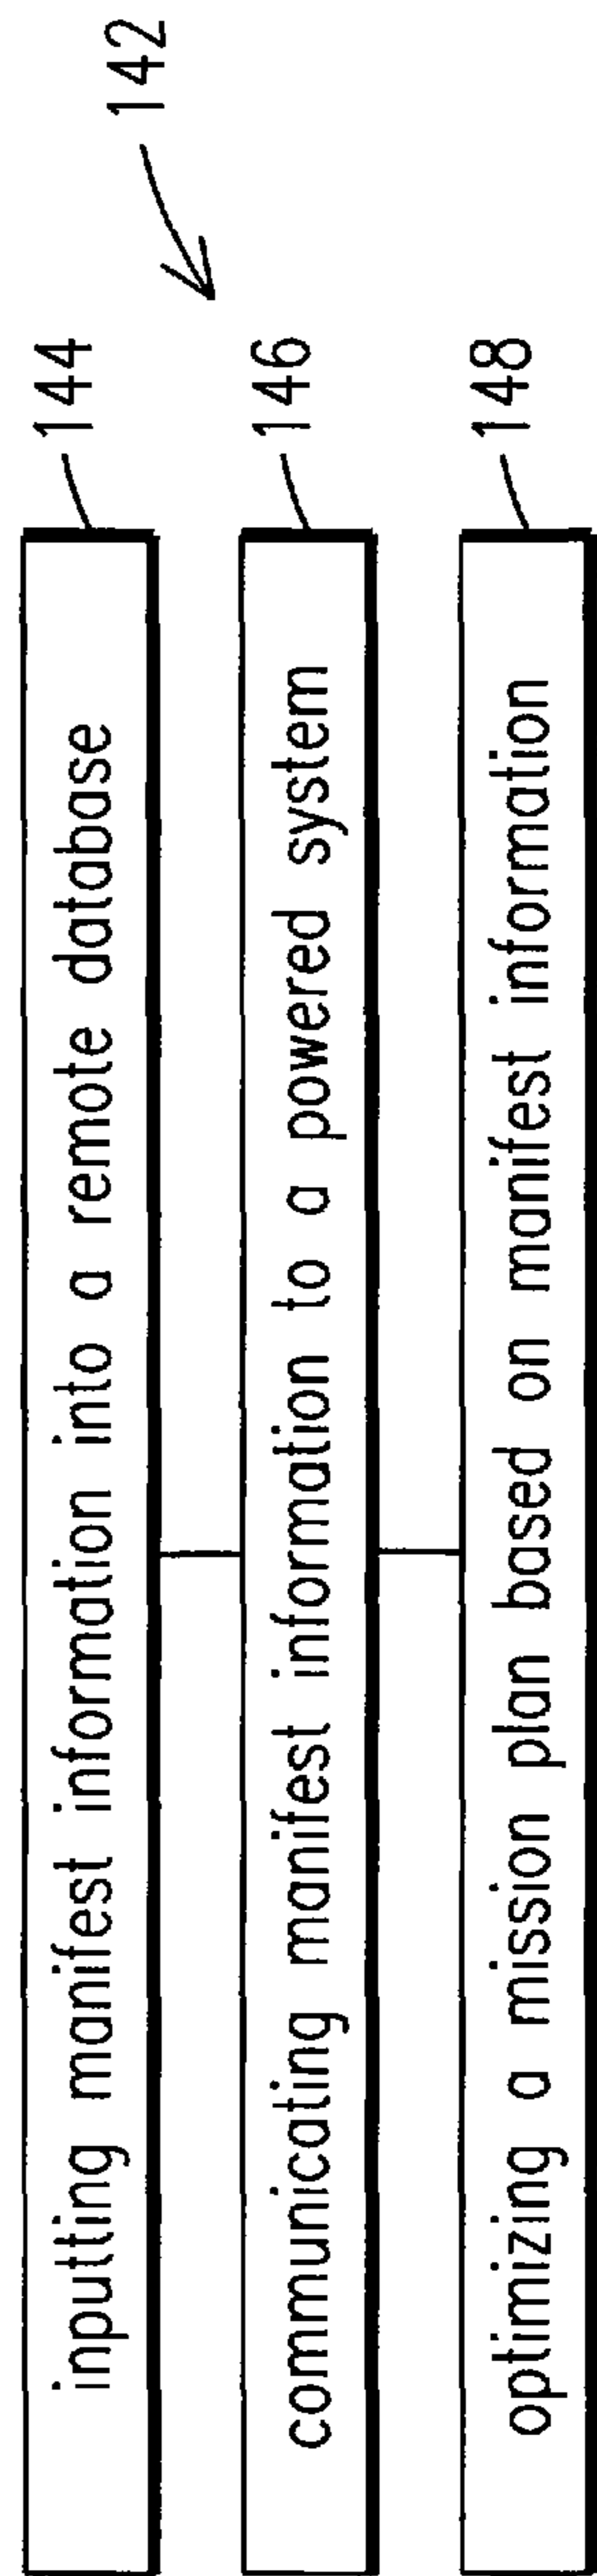 142
inputting manifest information into a remote database
144
communicating manifest information to a powered system
146
optimizing a mission plan based on manifest information
148